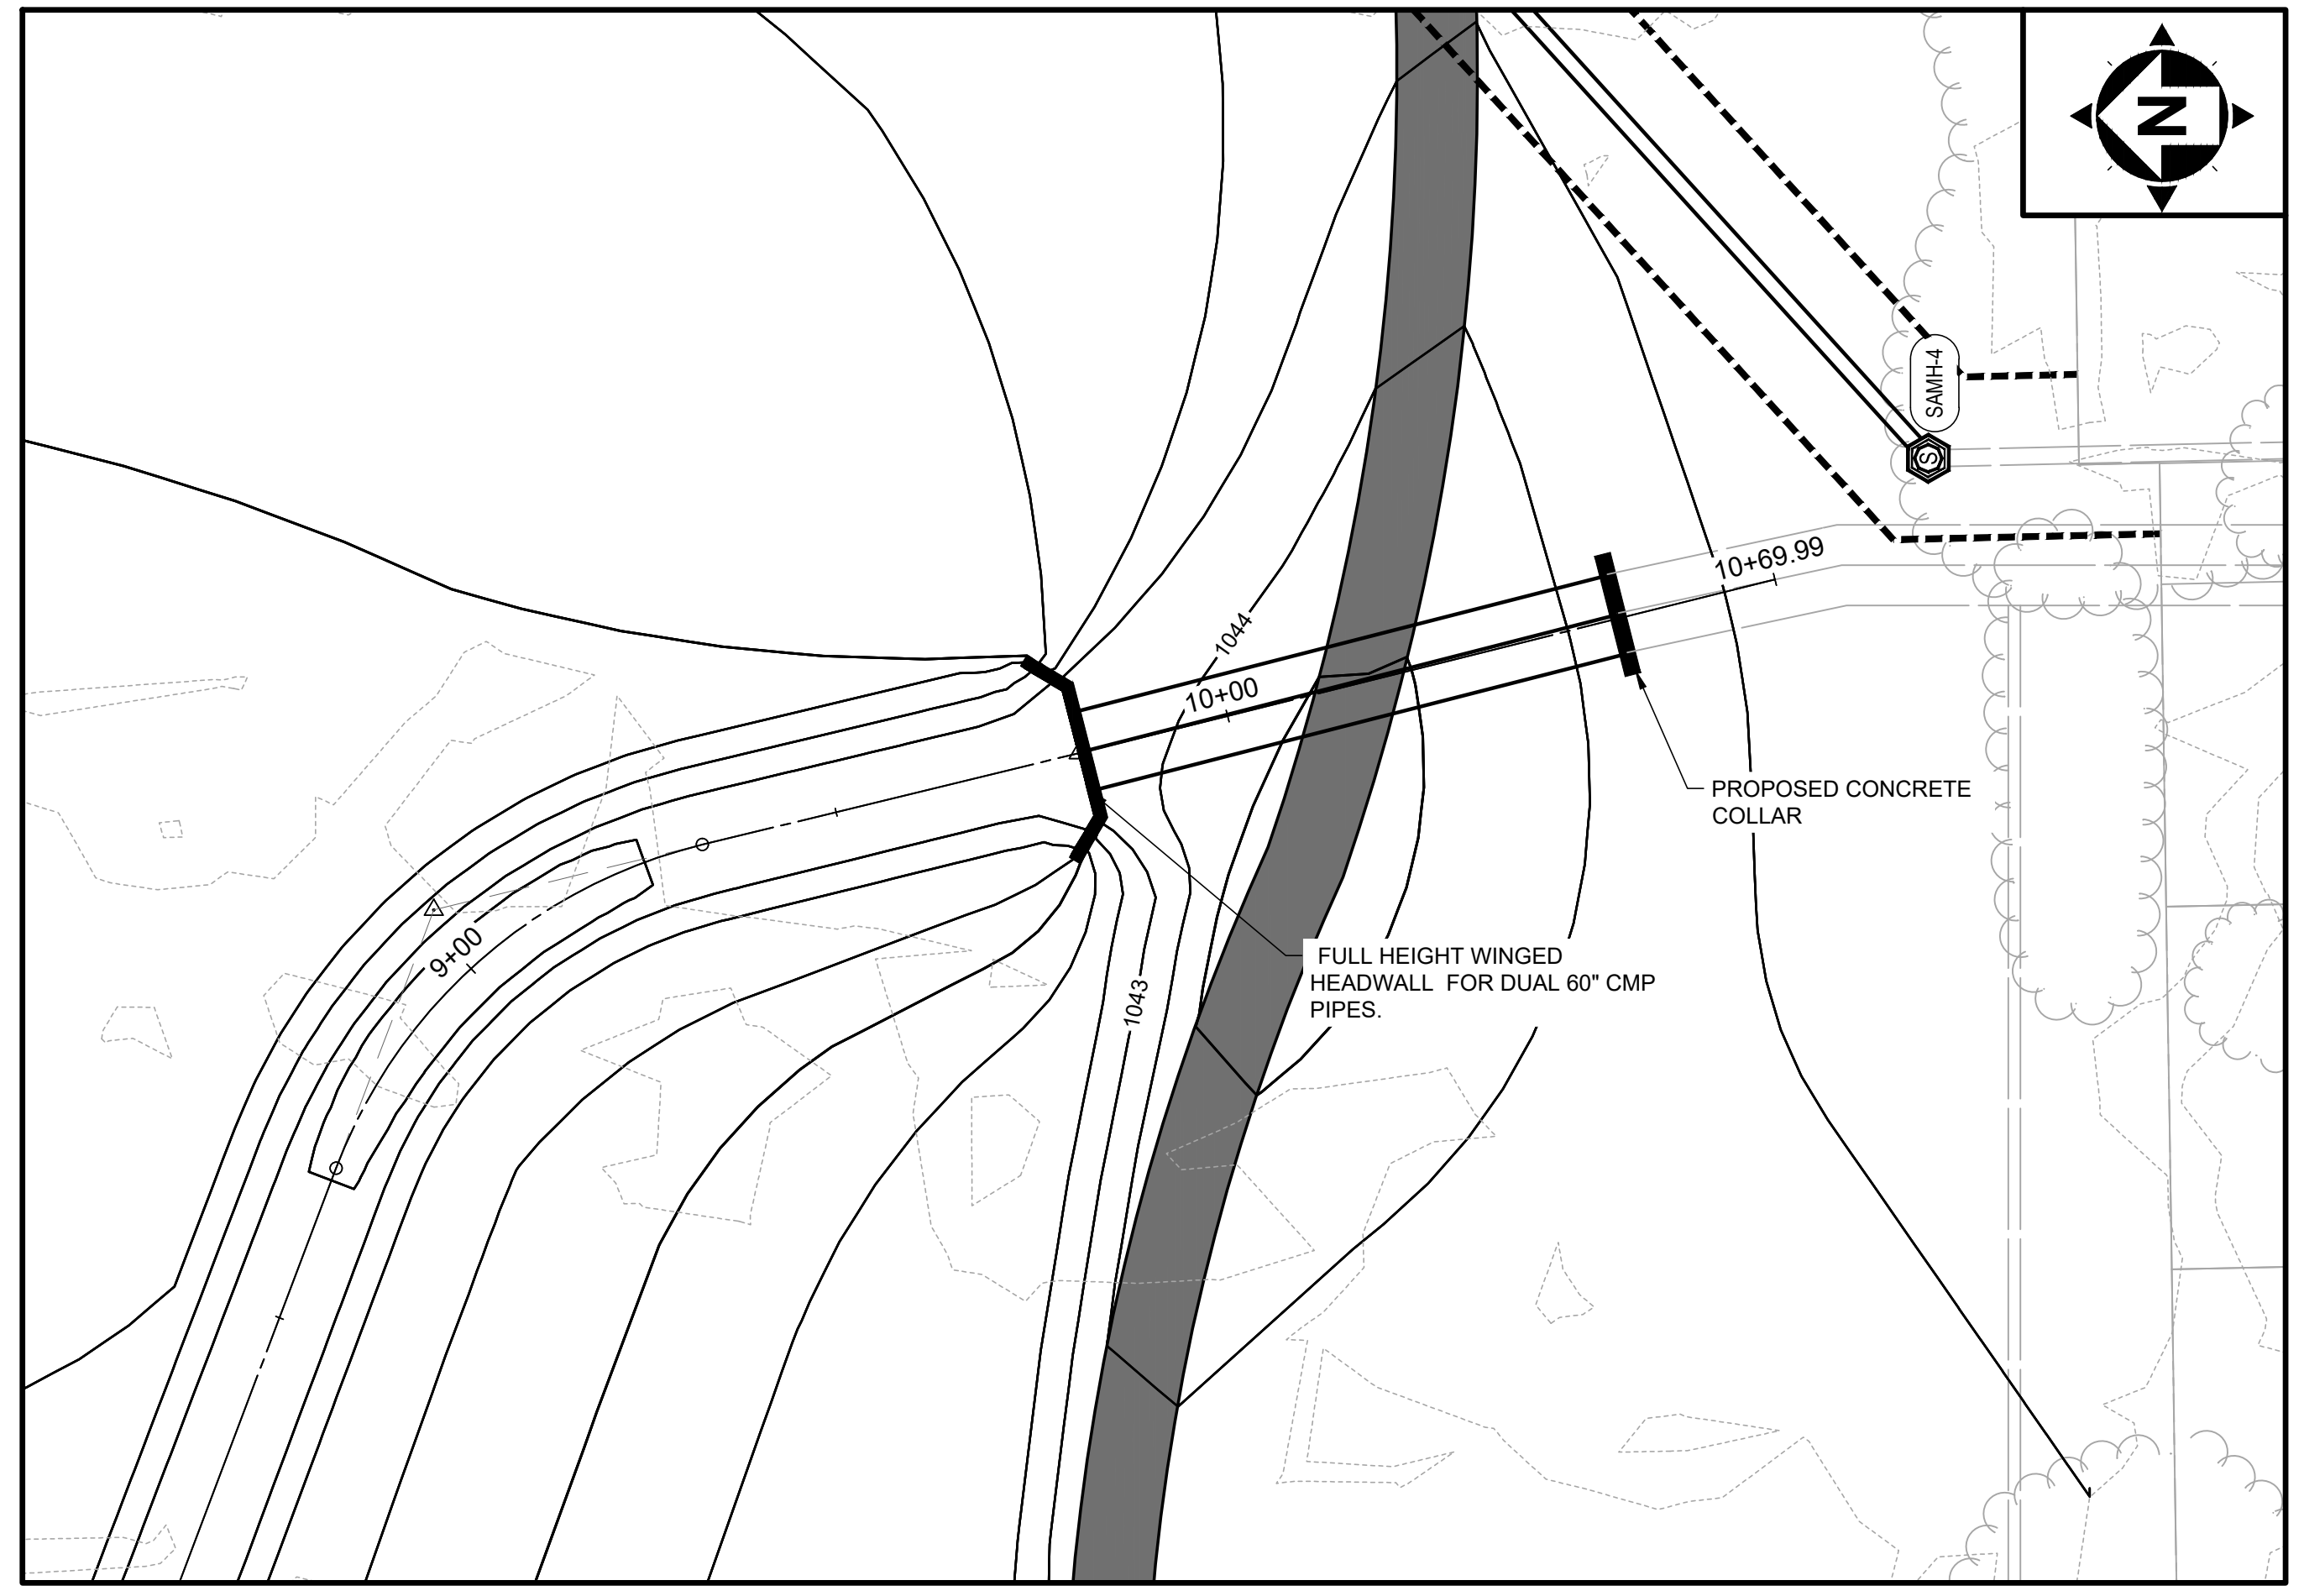 N
SAMH-4
S
10+69.99
1044
10+00
PROPOSED CONCRETE
COLLAR
9+00
FULL HEIGHT WINGED
HEADWALL  FOR DUAL 60" CMP
PIPES.
1043